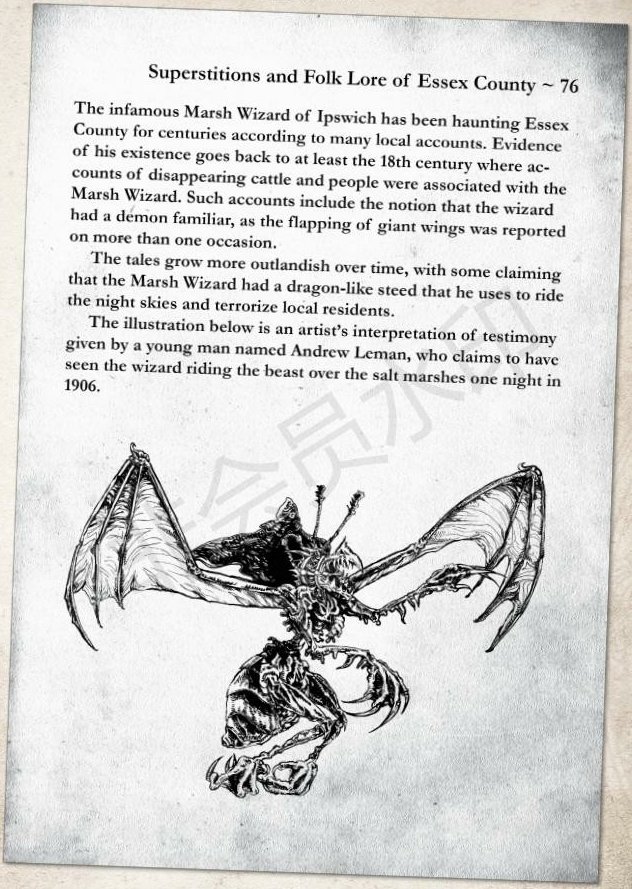 Superstitions and Folk Lore of Essex County ~ 76
The infamous Marsh Wizard of Ipswich has been haunting Essex
County for centuries according to many local accounts. Evidence
of his existence goes back to at least the 18th century where ac-
counts of disappearing cattle and people were associated with the
Marsh Wizard. Such accounts include the notion that the wizard
had a demon familiar, as the flapping of giant wings was reported
on more than one occasion.
The tales grow more outlandish over time, with some claiming
that the Marsh Wizard had a dragon-like steed that he uses to ride
the night skies and terrorize local residents.
The illustration below is an artist's interpretation of testimony
given by a young man named Andrew Leman, who claims to have
seen the wizard riding the beast over the salt marshes one night in
1906.
会员水印